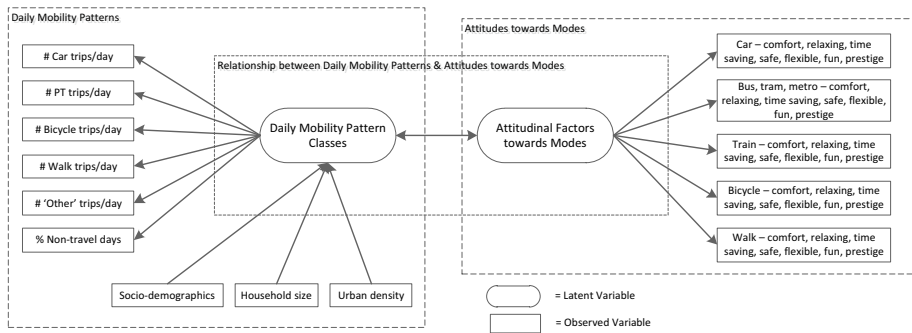 Daily Mobility Patterns
# Car trips/day
# PT trips/day
# Bicycle trips/day
# Walk trips/day
# 'Other' trips/day
% Non-travel days
Socio-demographics
Household size
Urban density
Relationship between Daily Mobility Patterns & Attitudes towards Modes
Daily Mobility Pattern
Classes
Attitudinal Factors
towards Modes
Attitudes towards Modes
Car – comfort, relaxing, time
saving, safe, flexible, fun, prestige
Bus, tram, metro – comfort,
relaxing, time saving, safe, flexible,
fun, prestige
Train – comfort, relaxing, time
saving, safe, flexible, fun, prestige
Bicycle – comfort, relaxing, time
saving, safe, flexible, fun, prestige
Walk – comfort, relaxing, time
saving, safe, flexible, fun, prestige
= Latent Variable
= Observed Variable